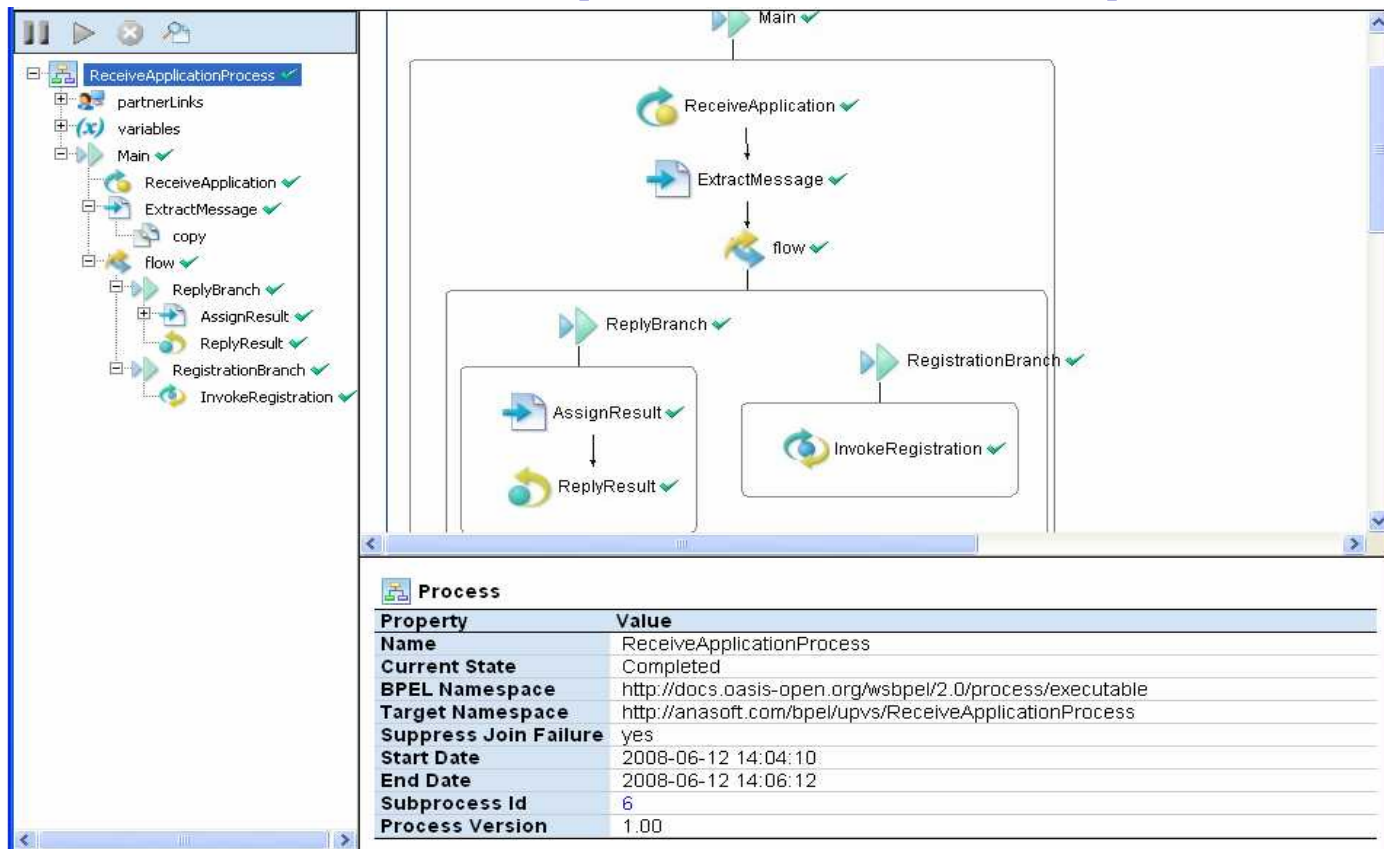 ReceiveApplicationProcess
partnerLinks
(x) variables
Main
ReceiveApplication
ExtractMessage
copy
flow
ReplyBranch
AssignResult
ReplyResult
RegistrationBranch
InvokeRegistration
Main
ReceiveApplication
ExtractMessage
flow
ReplyBranch
RegistrationBranch
AssignResult
InvokeRegistration
ReplyResult
Process
Property Value
Name ReceiveApplicationProcess
Current State Completed
BPEL Namespace http://docs.oasis-open.org/wsbpel/2.0/process/executable
Target Namespace http://anasoft.com/bpel/upvs/ReceiveApplicationProcess
Suppress Join Failure yes
Start Date 2008-06-12 14:04:10
End Date 2008-06-12 14:06:12
Subprocess Id 6
Process Version 1.00